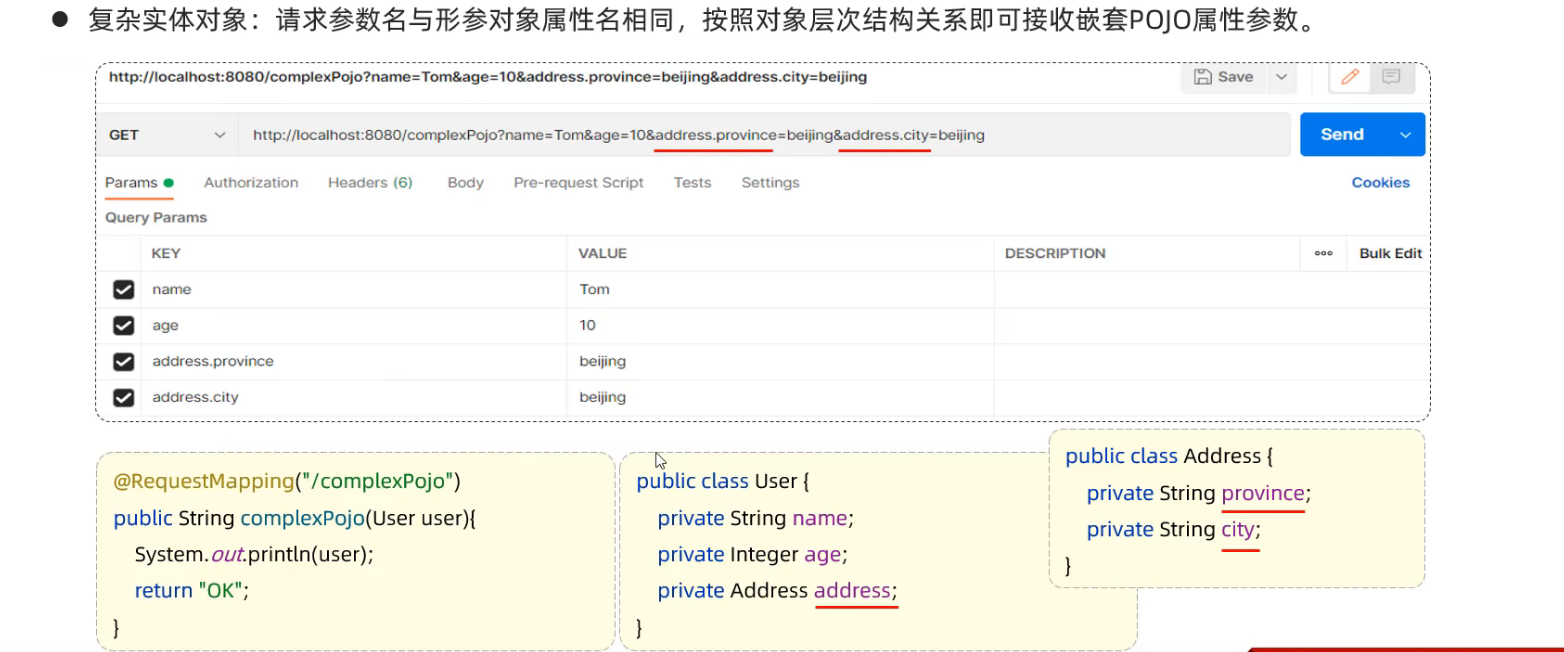 ● 复杂实体对象：请求参数名与形参对象属性名相同，按照对象层次结构关系即可接收嵌套POJO属性参数。
http://localhost:8080/complexPojo?name=Tom&age=10&address.province=beijing&address.city=beijing
Save
GET
http://localhost:8080/complexPojo?name=Tom&age=10&address.province=beijing&address.city=beijing
Send
Params Authorization Headers (6) Body Pre-request Script Tests Settings Cookies
Query Params
KEY VALUE DESCRIPTION ooo Bulk Edit
name Tom
age 10
address.province beijing
address.city beijing
@RequestMapping("/complexPojo")
public String complexPojo(User user){
System.out.println(user);
return "OK";
}
public class User {
private String name;
private Integer age;
private Address address;
}
public class Address {
private String province;
private String city;
}